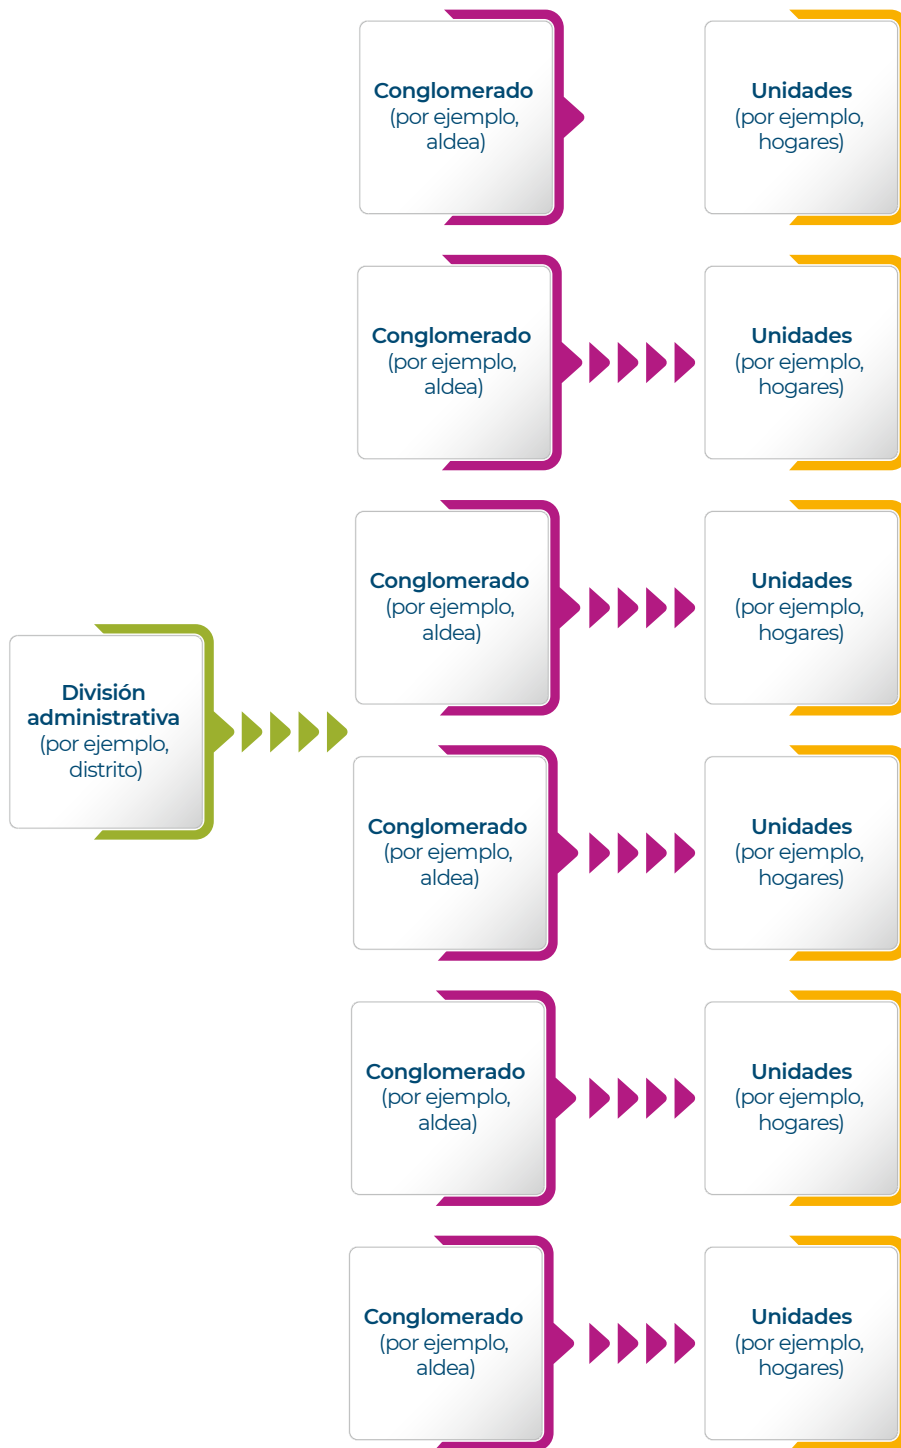 Conglomerado
(por ejemplo,
aldea)
Unidades
(por ejemplo,
hogares)
Conglomerado
(por ejemplo,
aldea)
Unidades
(por ejemplo,
hogares)
Conglomerado
(por ejemplo,
aldea)
Unidades
(por ejemplo,
hogares)
División
administrativa
(por ejemplo,
distrito)
Conglomerado
(por ejemplo,
aldea)
Unidades
(por ejemplo,
hogares)
Conglomerado
(por ejemplo,
aldea)
Unidades
(por ejemplo,
hogares)
Conglomerado
(por ejemplo,
aldea)
Unidades
(por ejemplo,
hogares)